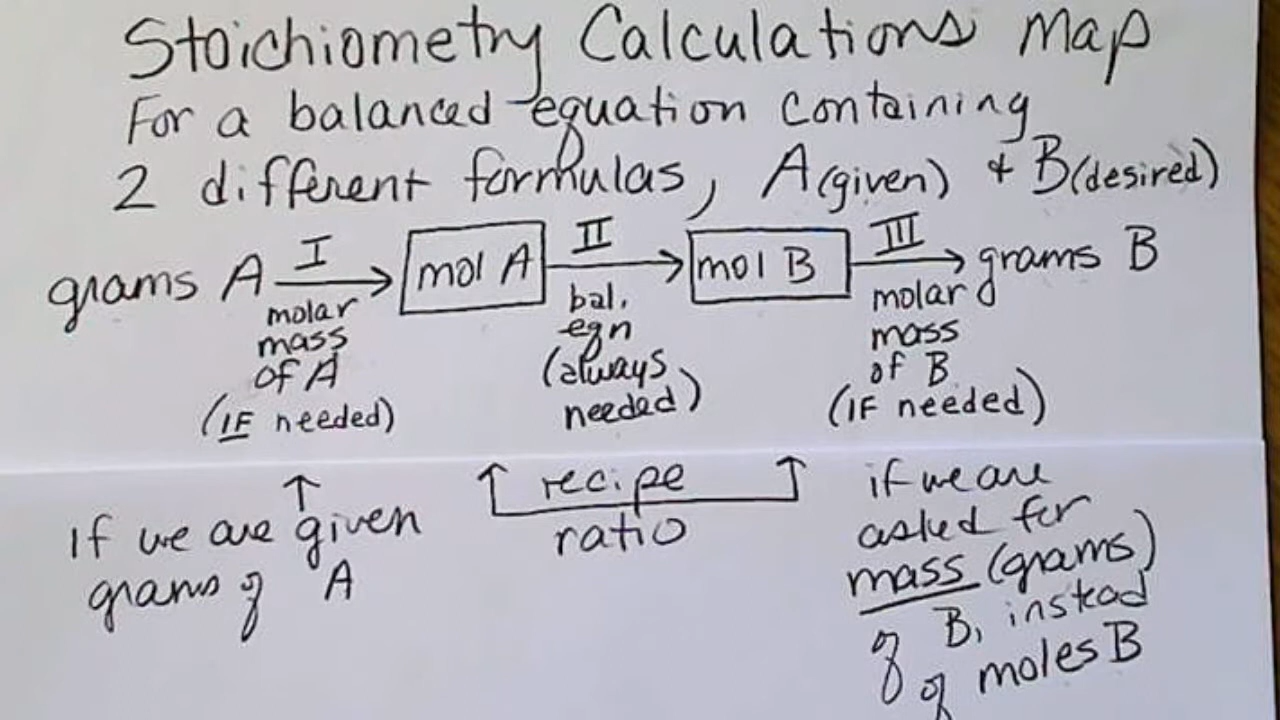 Stoichiometry Calculations Map
For a balanced equation containing
2 different formulas, A(given) + B(desired)
grams A I mol A II mol B III grams B
molar
mass
of A
(IF needed)
bal.
eqn
(always
needed)
molar
mass
of B
(IF needed)
If we are given
grams of A
recipe
ratio
if we are
asked for
mass (grams)
of B, instead
of moles B